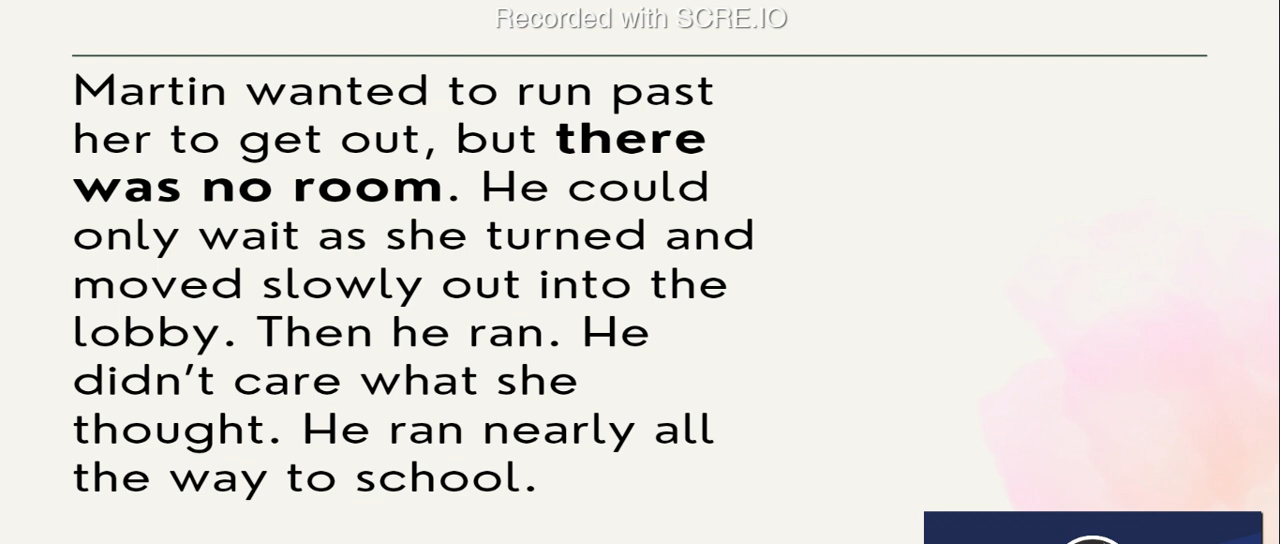 Recorded with SCRE.IO
Martin wanted to run past
her to get out, but there
was no room. He could
only wait as she turned and
moved slowly out into the
lobby. Then he ran. He
didn't care what she
thought. He ran nearly all
the way to school.